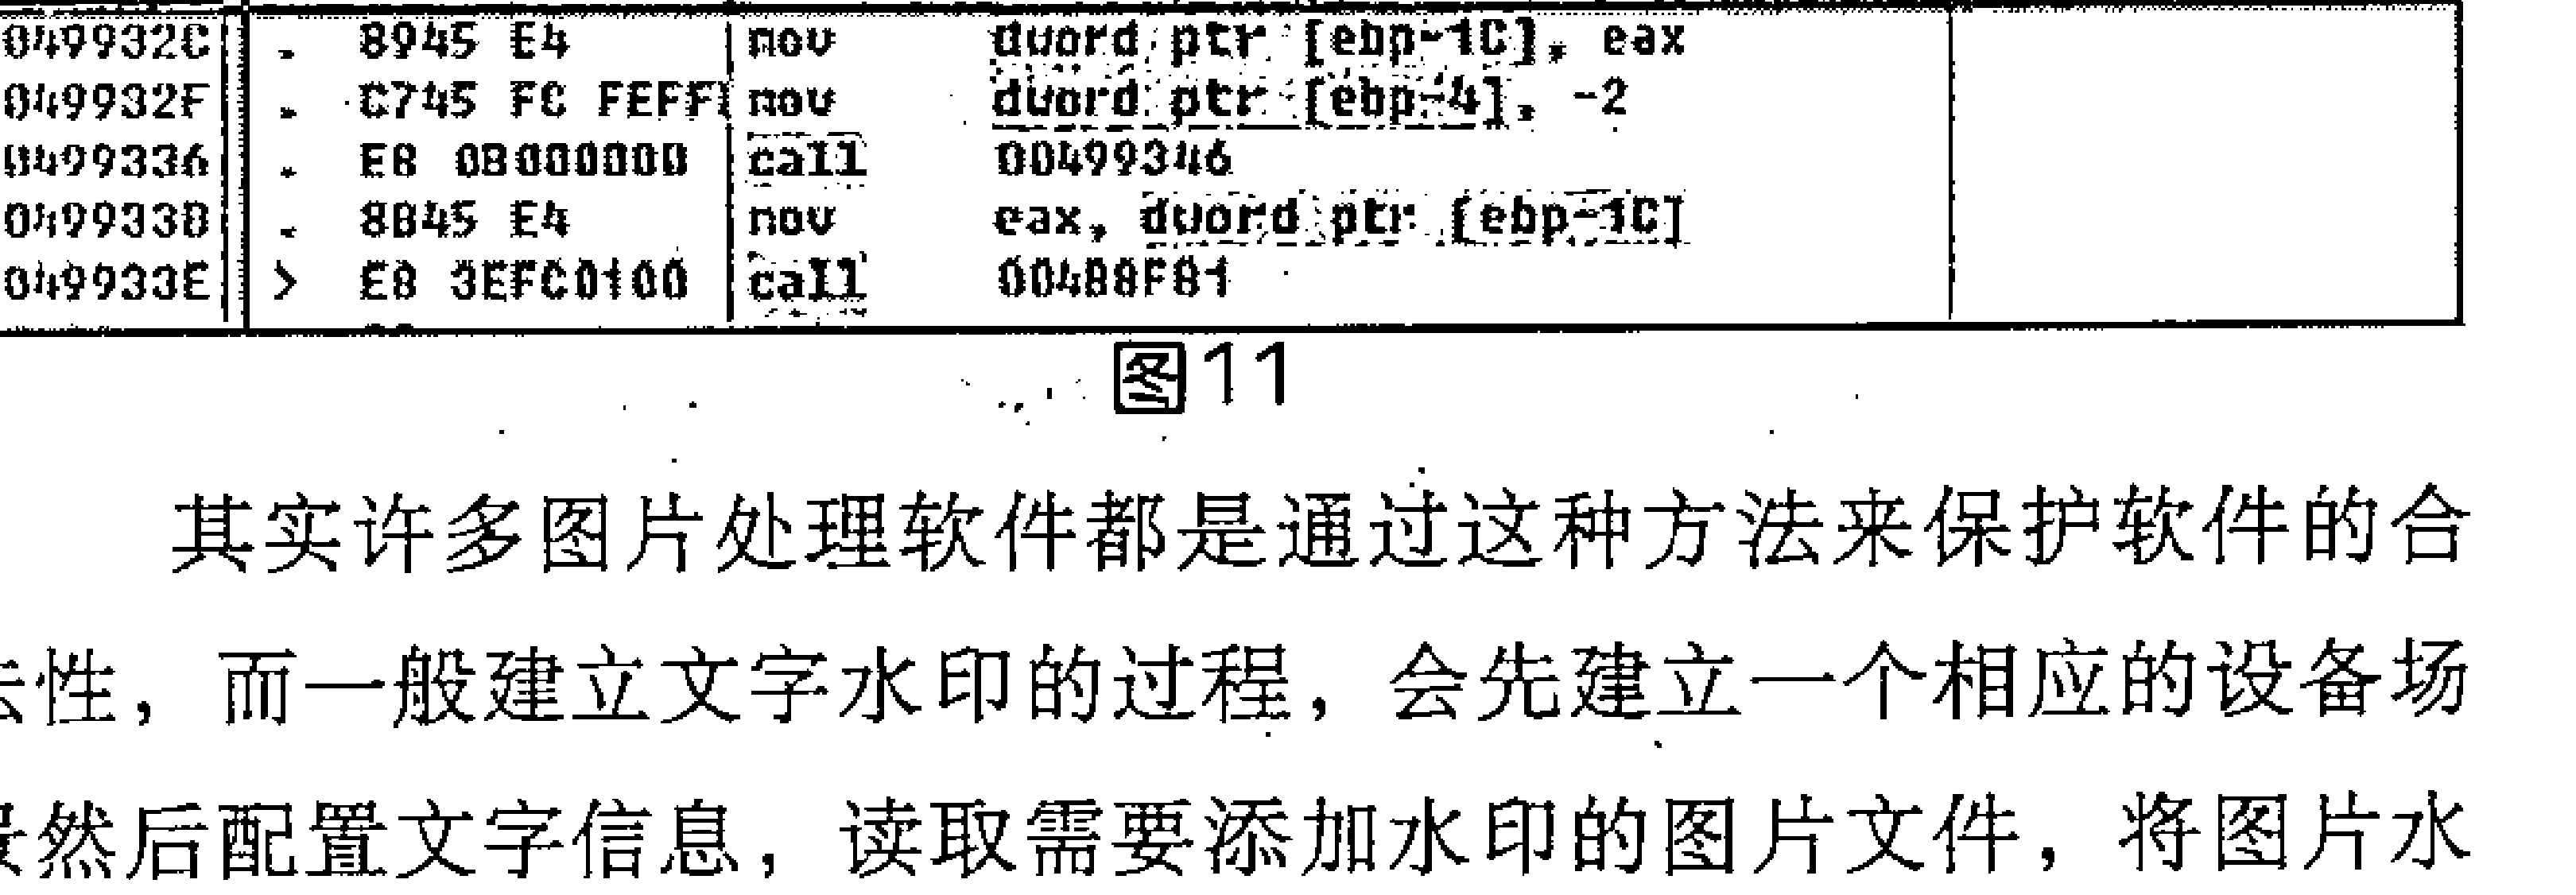 049932C . 8945 E4 mov dword ptr [ebp-1C], eax
049932F . C745 FC FEFF mov dword ptr [ebp-4], -2
0499336 . E8 0B000000 call 00499346
049933B . 8B45 E4 mov eax, dword ptr [ebp-1C]
049933E > E8 3EFC0100 call 004B8F81
图11
其实许多图片处理软件都是通过这种方法来保护软件的合
性，而一般建立文字水印的过程，会先建立一个相应的设备场
然后配置文字信息，读取需要添加水印的图片文件，将图片水